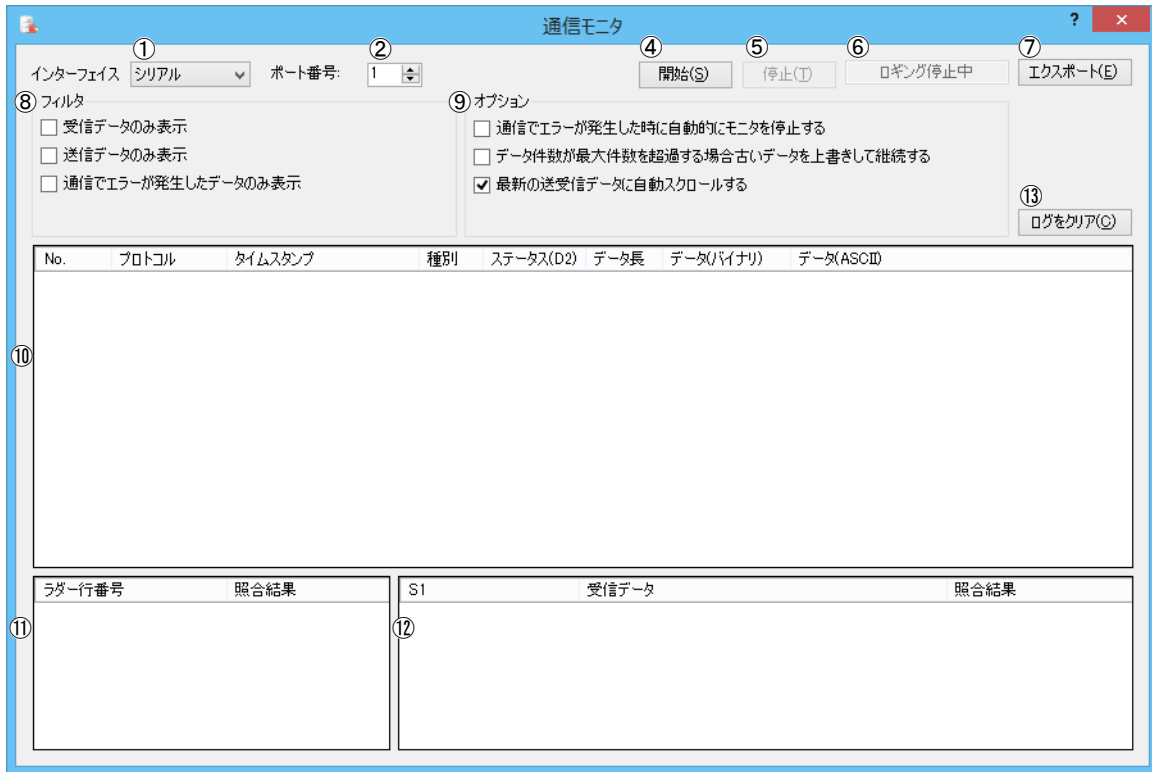 通信モニタ ? ×
① ② ④ ⑤ ⑥ ⑦
インターフェイス シリアル ポート番号: 1 開始(S) 停止(T) ロギング停止中 エクスポート(E)
⑧ フィルタ
受信データのみ表示
送信データのみ表示
通信でエラーが発生したデータのみ表示
⑨ オプション
通信でエラーが発生した時に自動的にモニタを停止する
データ件数が最大件数を超過する場合古いデータを上書きして継続する
最新の送受信データに自動スクロールする
⑬
ログをクリア(C)
No. プロトコル タイムスタンプ 種別 ステータス(D2) データ長 データ(バイナリ) データ(ASCII)
⑩
ラダー行番号 照合結果
⑪
S1 受信データ 照合結果
⑫